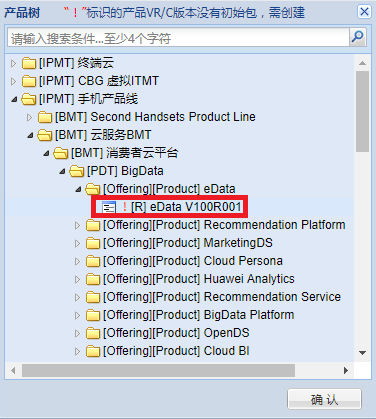 产品树 “！”标识的产品VR/C版本没有初始包，需创建
请输入搜索条件...至少4个字符
[IPMT] 终端云
[IPMT] CBG 虚拟ITMT
[IPMT] 手机产品线
[BMT] Second Handsets Product Line
[BMT] 云服务BMT
[BMT] 消费者云平台
[PDT] BigData
[Offering][Product] eData
！[R] eData V100R001
[Offering][Product] Recommendation Platform
[Offering][Product] MarketingDS
[Offering][Product] Cloud Persona
[Offering][Product] Huawei Analytics
[Offering][Product] Recommendation Service
[Offering][Product] BigData Platform
[Offering][Product] OpenDS
[Offering][Product] Cloud BI
确 认